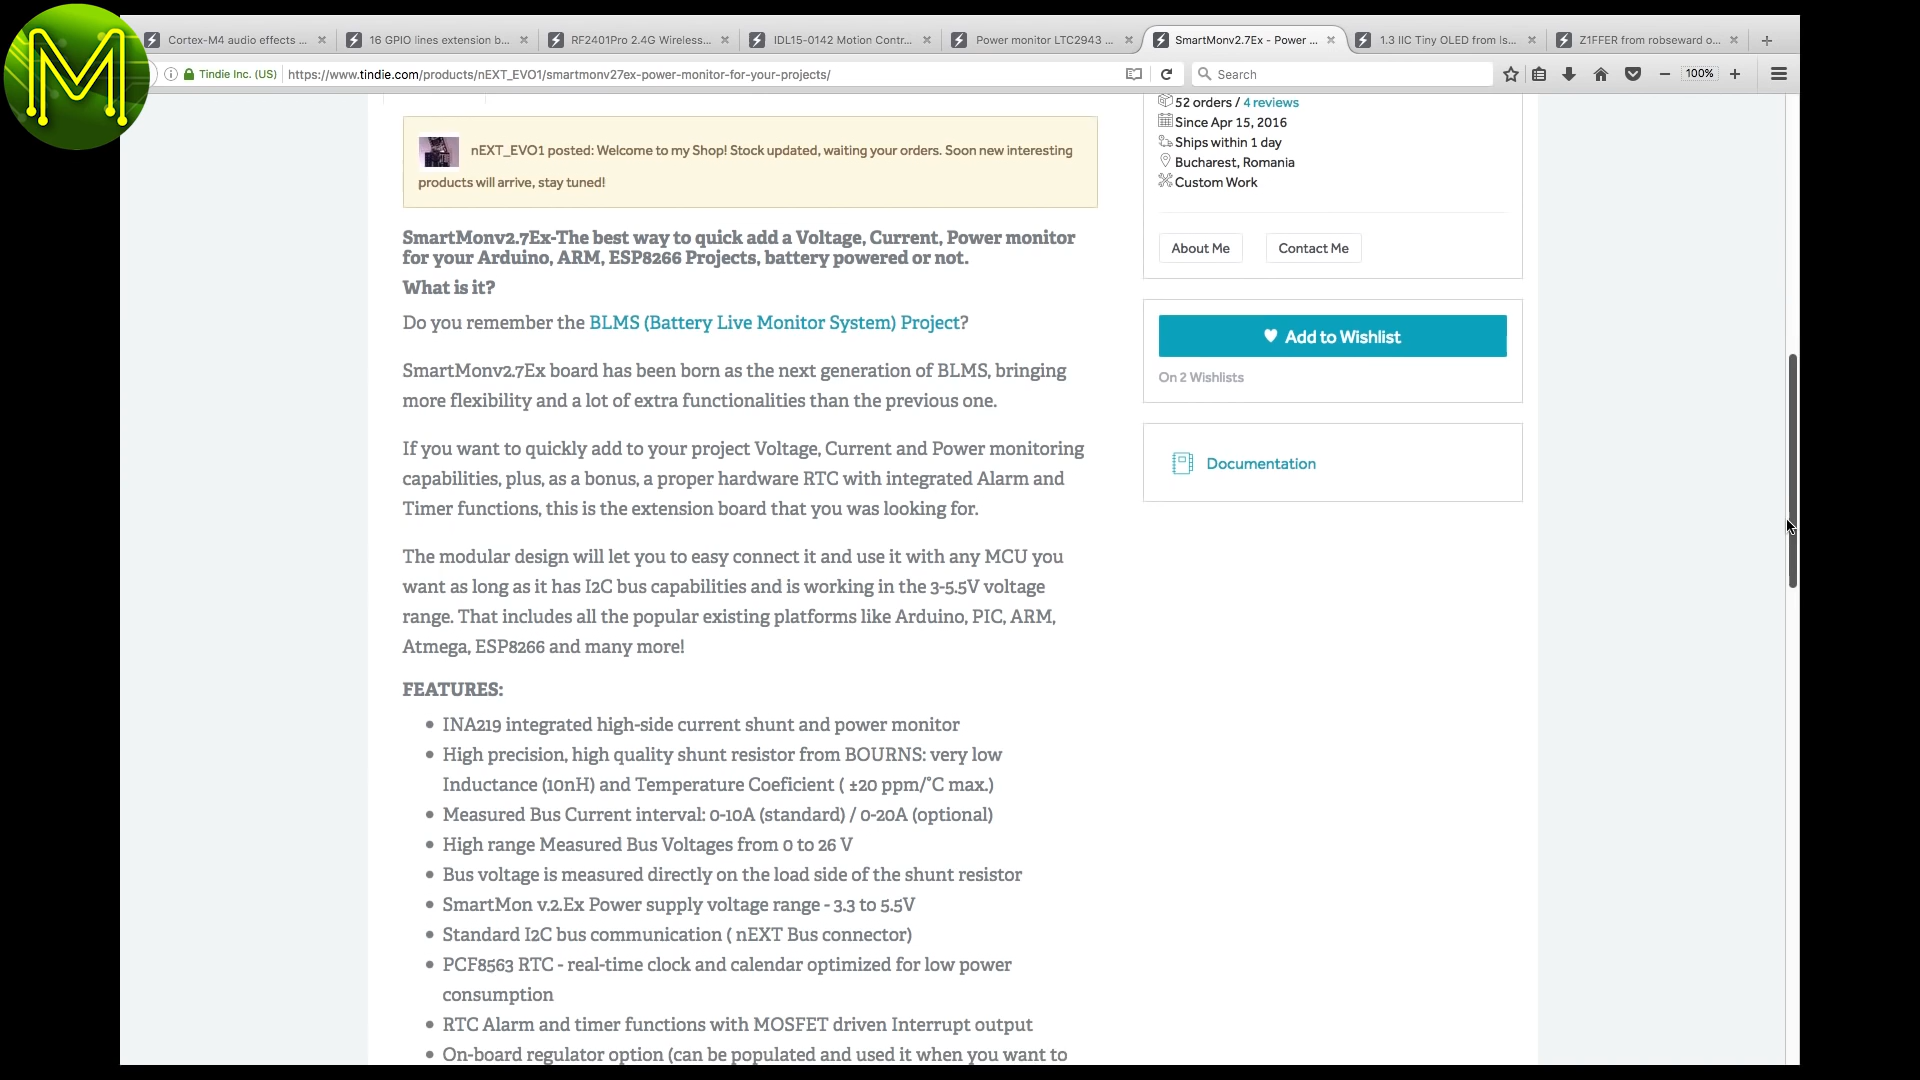 M
Cortex-M4 audio effects ...
16 GPIO lines extension b...
RF2401Pro 2.4G Wireless...
IDL15-0142 Motion Contr...
Power monitor LTC2943 ...
SmartMonv2.7Ex - Power ...
1.3 IIC Tiny OLED from Is...
Z1FFER from robseward o...
Tindie Inc. (US)
https://www.tindie.com/products/nEXT_EVO1/smartmonv27ex-power-monitor-for-your-projects/
Search
100%
52 orders / 4 reviews
Since Apr 15, 2016
Ships within 1 day
Bucharest, Romania
Custom Work
About Me
Contact Me
Add to Wishlist
On 2 Wishlists
Documentation
nEXT_EVO1 posted: Welcome to my Shop! Stock updated, waiting your orders. Soon new interesting
products will arrive, stay tuned!
SmartMonv2.7Ex-The best way to quick add a Voltage, Current, Power monitor
for your Arduino, ARM, ESP8266 Projects, battery powered or not.
What is it?
Do you remember the BLMS (Battery Live Monitor System) Project?
SmartMonv2.7Ex board has been born as the next generation of BLMS, bringing
more flexibility and a lot of extra functionalities than the previous one.
If you want to quickly add to your project Voltage, Current and Power monitoring
capabilities, plus, as a bonus, a proper hardware RTC with integrated Alarm and
Timer functions, this is the extension board that you was looking for.
The modular design will let you to easy connect it and use it with any MCU you
want as long as it has I2C bus capabilities and is working in the 3-5.5V voltage
range. That includes all the popular existing platforms like Arduino, PIC, ARM,
Atmega, ESP8266 and many more!
FEATURES:
• INA219 integrated high-side current shunt and power monitor
• High precision, high quality shunt resistor from BOURNS: very low
Inductance (10nH) and Temperature Coeficient ( ±20 ppm/°C max.)
• Measured Bus Current interval: 0-10A (standard) / 0-20A (optional)
• High range Measured Bus Voltages from 0 to 26 V
• Bus voltage is measured directly on the load side of the shunt resistor
• SmartMon v.2.Ex Power supply voltage range - 3.3 to 5.5V
• Standard I2C bus communication ( nEXT Bus connector)
• PCF8563 RTC - real-time clock and calendar optimized for low power
consumption
• RTC Alarm and timer functions with MOSFET driven Interrupt output
• On-board regulator option (can be populated and used it when you want to